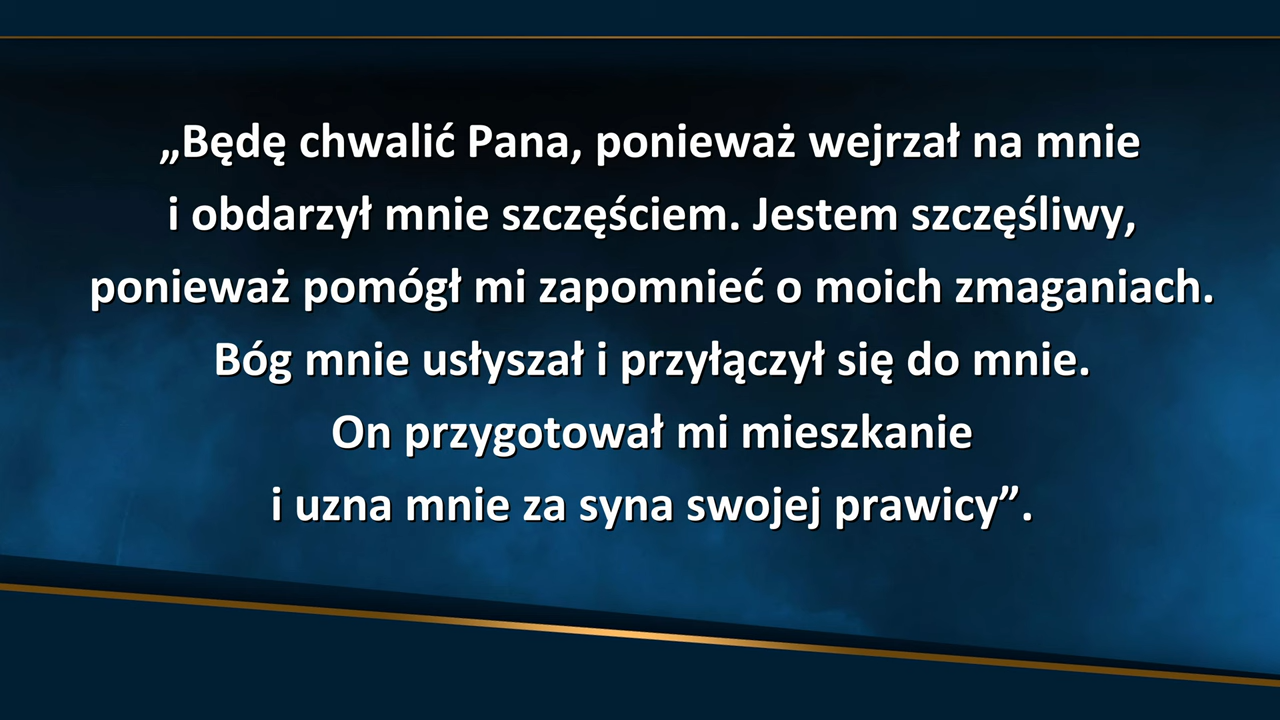 „Będę chwalić Pana, ponieważ wejrzał na mnie
i obdarzył mnie szczęściem. Jestem szczęśliwy,
ponieważ pomógł mi zapomnieć o moich zmaganiach.
Bóg mnie usłyszał i przyłączył się do mnie.
On przygotował mi mieszkanie
i uzna mnie za syna swojej prawicy”.